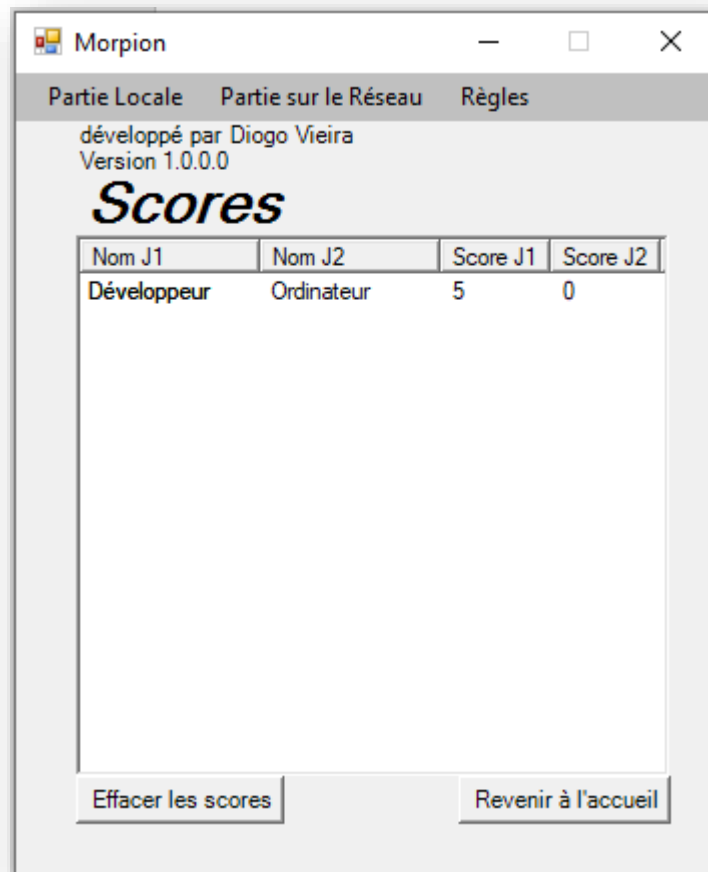 Morpion
Partie Locale Partie sur le Réseau Règles
développé par Diogo Vieira
Version 1.0.0.0
Scores
Nom J1 Nom J2 Score J1 Score J2
Développeur Ordinateur 5 0
Effacer les scores Revenir à l'accueil